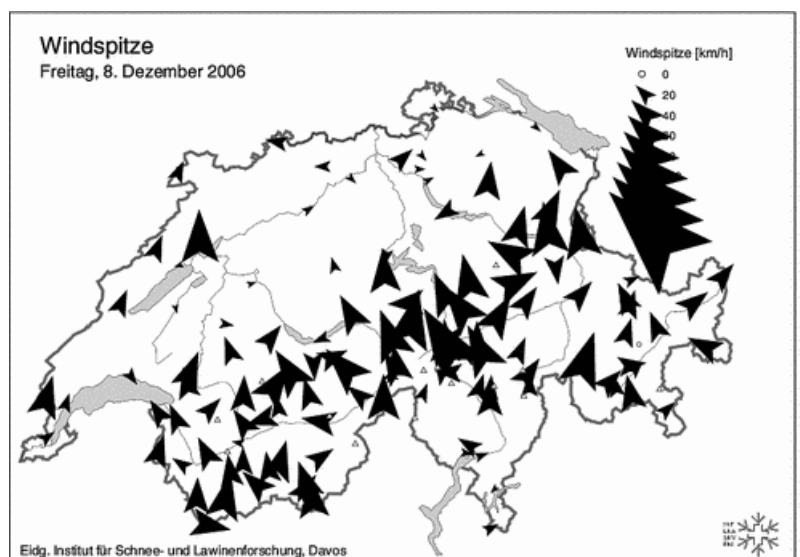 Windspitze
Freitag, 8. Dezember 2006
Windspitze [km/h]
0
20
40
Eidg. Institut für Schnee- und Lawinenforschung, Davos